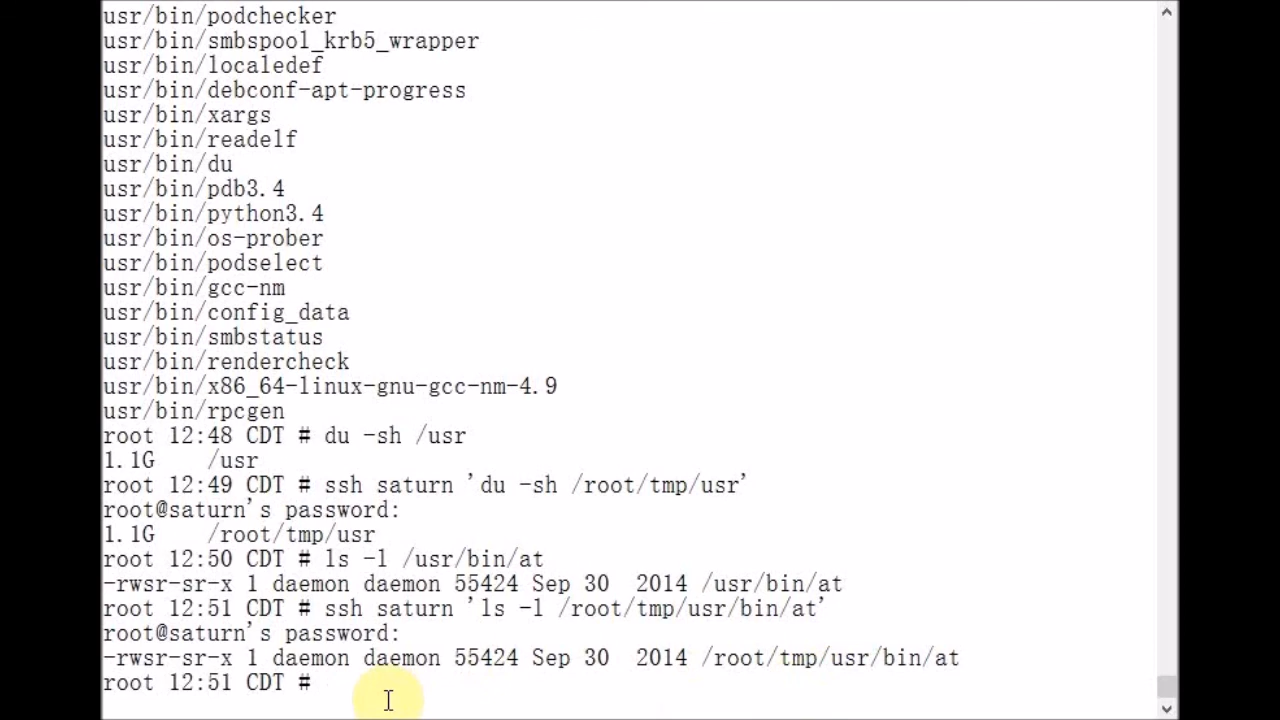 usr/bin/podchecker
usr/bin/smbspool_krb5_wrapper
usr/bin/localedef
usr/bin/debconf-apt-progress
usr/bin/xargs
usr/bin/readelf
usr/bin/du
usr/bin/pdb3.4
usr/bin/python3.4
usr/bin/os-prober
usr/bin/podselect
usr/bin/gcc-nm
usr/bin/config_data
usr/bin/smbstatus
usr/bin/rendercheck
usr/bin/x86_64-linux-gnu-gcc-nm-4.9
usr/bin/rpcgen
root 12:48 CDT # du -sh /usr
1.1G    /usr
root 12:49 CDT # ssh saturn 'du -sh /root/tmp/usr'
root@saturn's password:
1.1G    /root/tmp/usr
root 12:50 CDT # ls -l /usr/bin/at
-rwsr-sr-x 1 daemon daemon 55424 Sep 30  2014 /usr/bin/at
root 12:51 CDT # ssh saturn 'ls -l /root/tmp/usr/bin/at'
root@saturn's password:
-rwsr-sr-x 1 daemon daemon 55424 Sep 30  2014 /root/tmp/usr/bin/at
root 12:51 CDT #